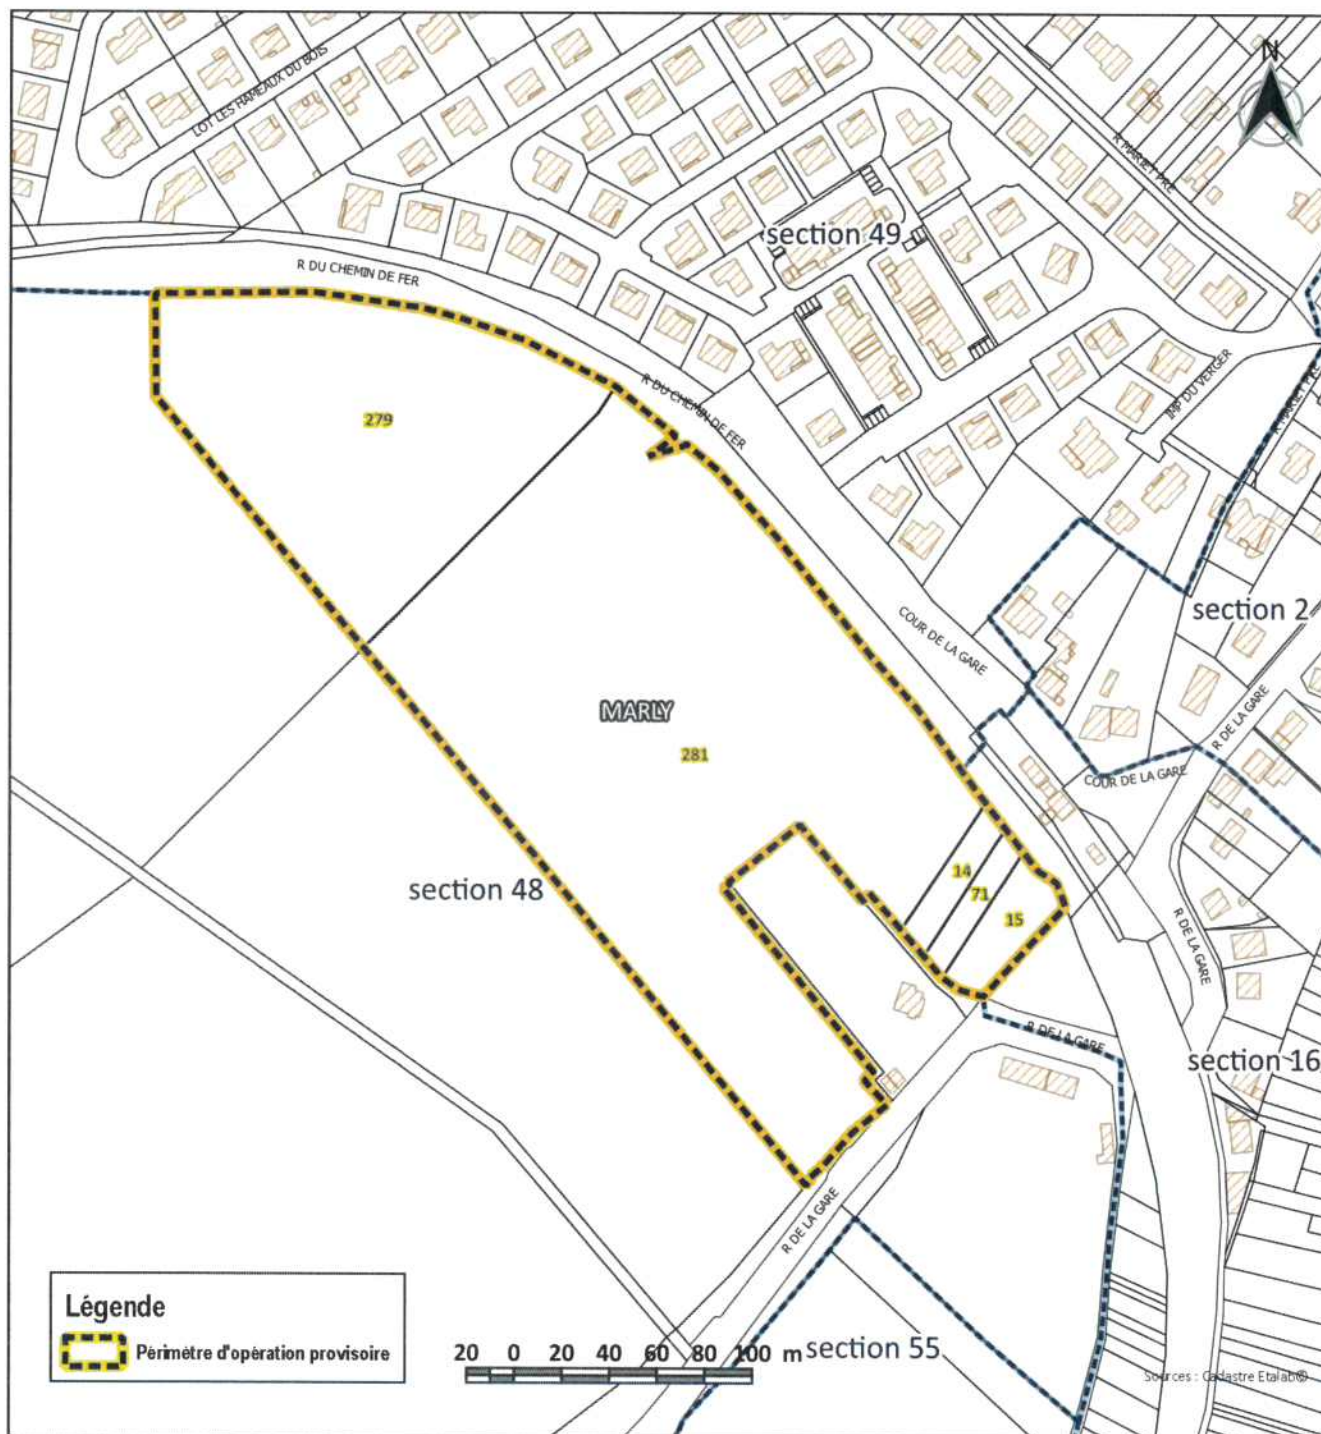 N
LOT LES HAMEAUX DU BOIS
R MARIET PRE
section 49
R DU CHEMIN DE FER
IMP DU VERGER
R MARIET PRE
R DU CHEMIN DE FER
279
section 2
COUR DE LA GARE
R DE LA GARE
MARLY
281
COUR DE LA GARE
14
71
15
section 48
R DE LA GARE
R DE LA GARE
section 16
R DE LA GARE
Légende
Périmètre d'opération provisoire
20 0 20 40 60 80 100 m
section 55
Sources : Cadastre Etalab®